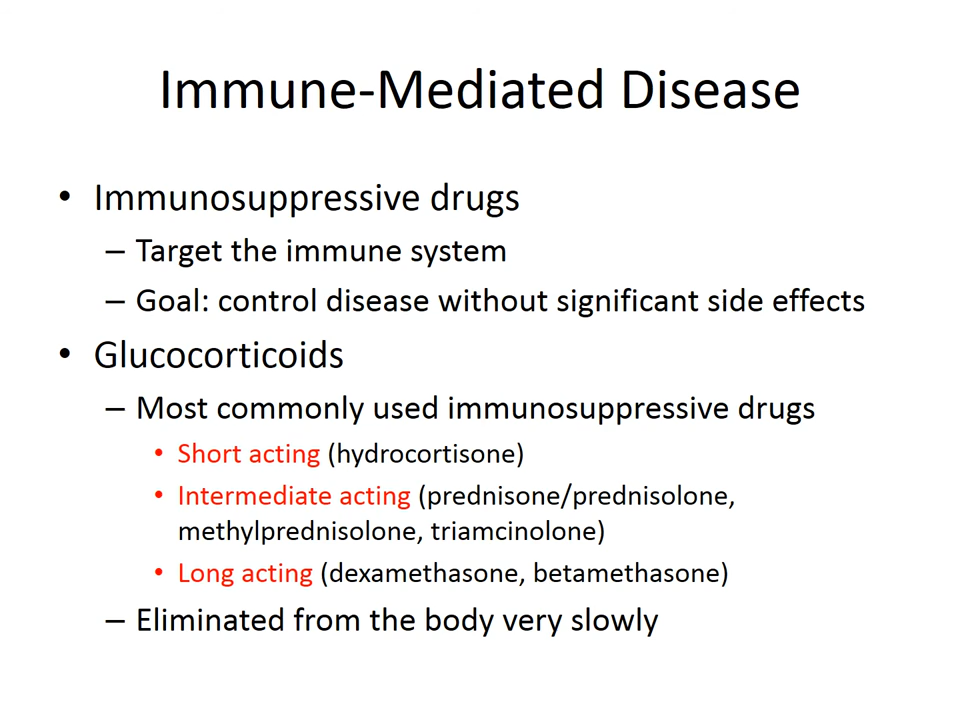 Immune-Mediated Disease
• Immunosuppressive drugs
– Target the immune system
– Goal: control disease without significant side effects
• Glucocorticoids
– Most commonly used immunosuppressive drugs
• Short acting (hydrocortisone)
• Intermediate acting (prednisone/prednisolone,
methylprednisolone, triamcinolone)
• Long acting (dexamethasone, betamethasone)
– Eliminated from the body very slowly